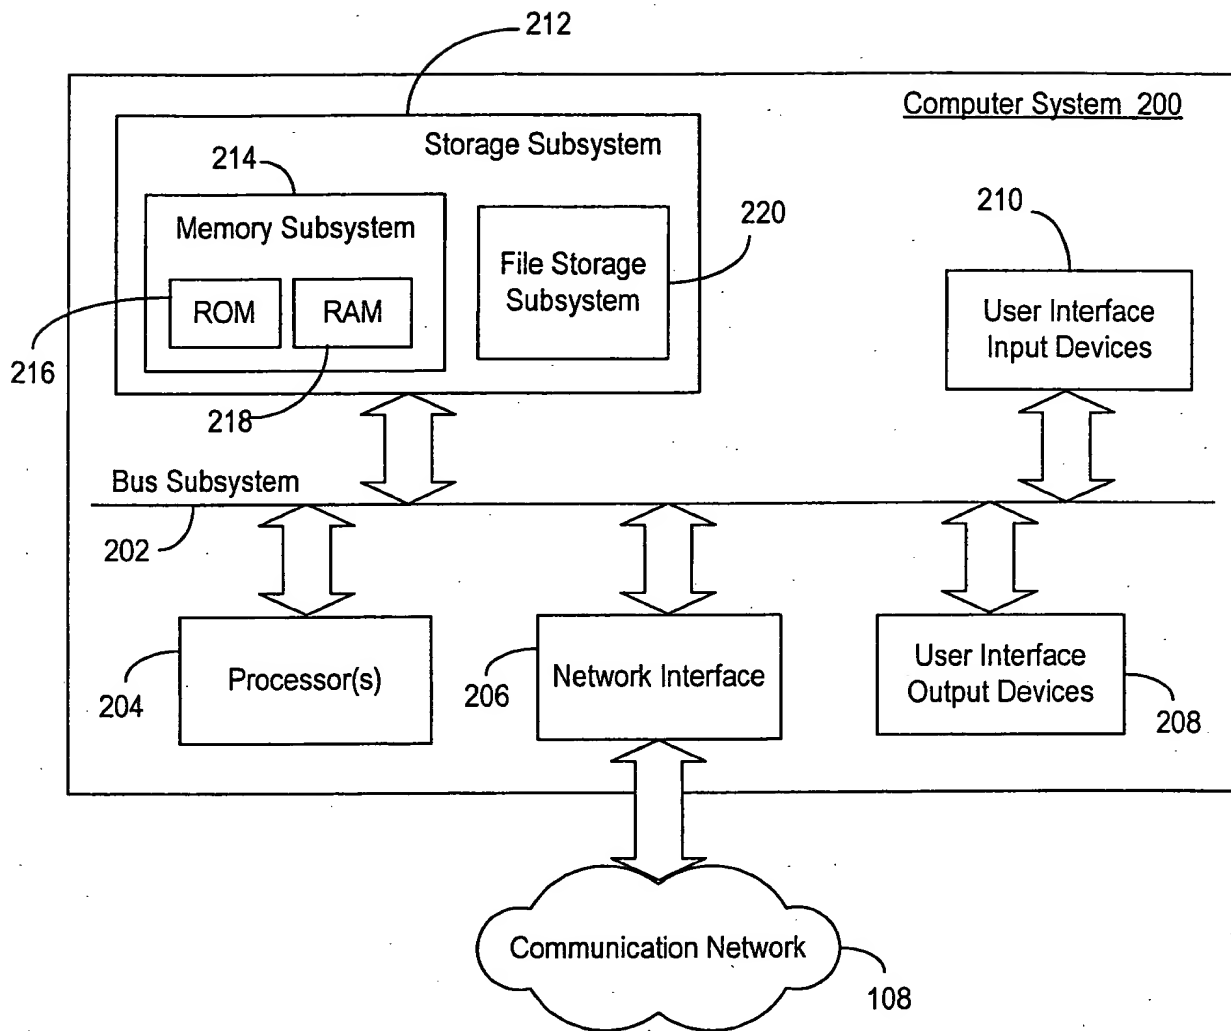 212
Computer System 200
Storage Subsystem
214
Memory Subsystem
220
File Storage
Subsystem
210
User Interface
Input Devices
ROM
RAM
216
218
Bus Subsystem
202
Processor(s)
204
Network Interface
206
User Interface
Output Devices
208
Communication Network
108